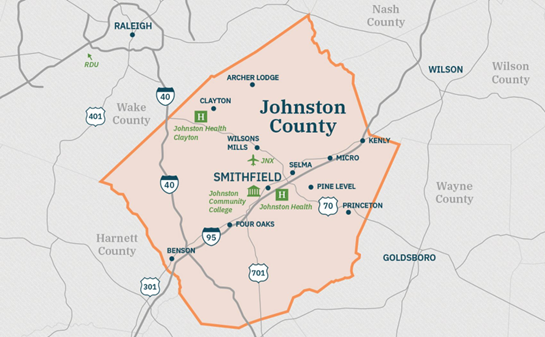 Nash
County
RALEIGH
RDU
WILSON
Wilson
County
ARCHER LODGE
40
CLAYTON
Johnston
County
Wake
County
401
H
Johnston Health
Clayton
WILSONS
MILLS
KENLY
JNX
MICRO
SELMA
SMITHFIELD
40
PINE LEVEL
Wayne
County
Johnston
Community
College
H
Johnston Health
70
PRINCETON
FOUR OAKS
95
Harnett
County
BENSON
GOLDSBORO
701
301